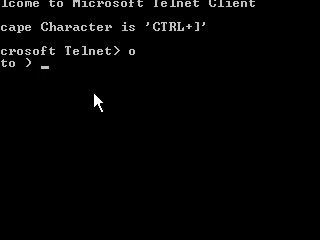 lcome to Microsoft Telnet Client
cape Character is 'CTRL+]'
crosoft Telnet> o
to > _